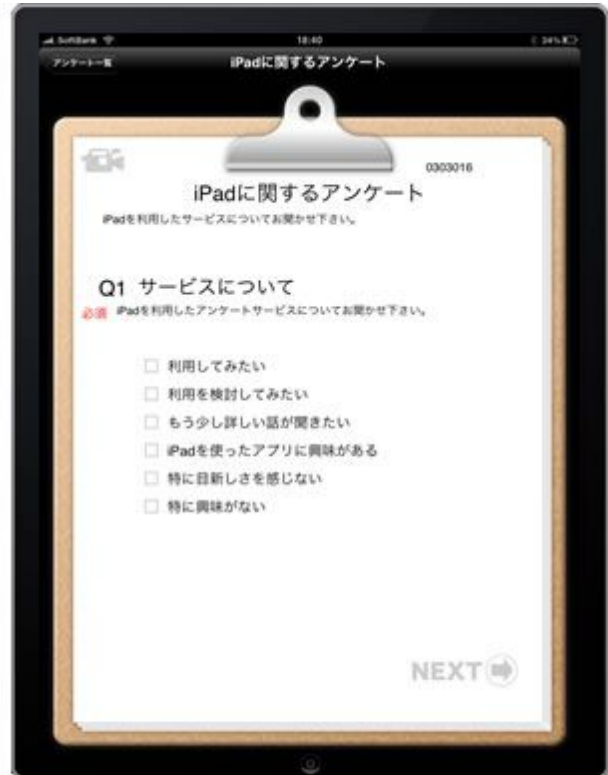 SoftBank 18:40 34%
アンケート一覧 iPadに関するアンケート
0303016
iPadに関するアンケート
iPadを利用したサービスについてお聞かせ下さい。
Q1 サービスについて
必須 iPadを利用したアンケートサービスについてお聞かせ下さい。
利用してみたい
利用を検討してみたい
もう少し詳しい話が聞きたい
iPadを使ったアプリに興味がある
特に目新しさを感じない
特に興味がない
NEXT